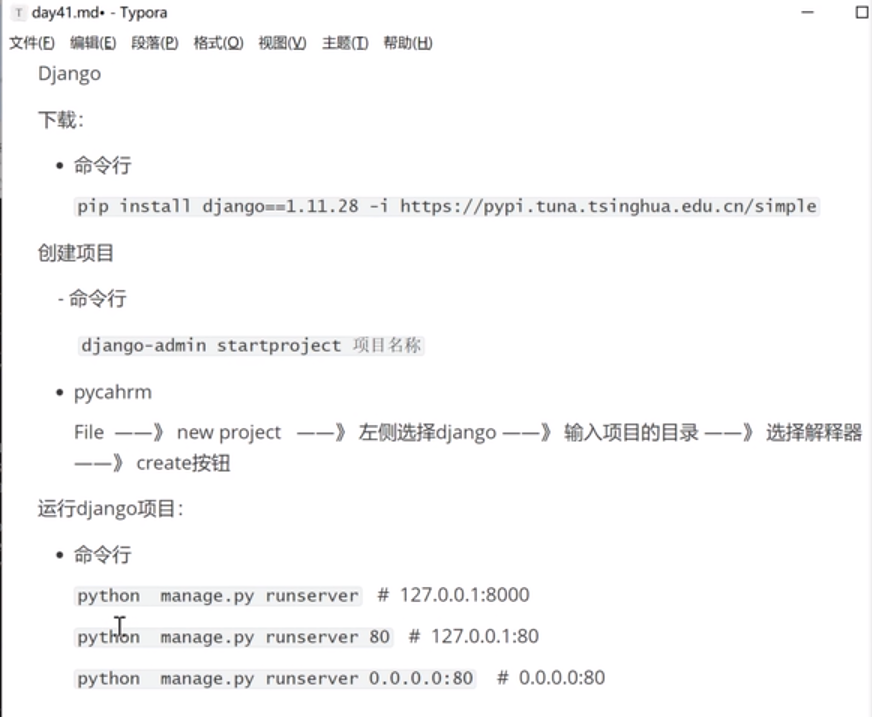 T day41.md• - Typora
文件(F) 编辑(E) 段落(P) 格式(O) 视图(V) 主题(T) 帮助(H)
Django
下载：
• 命令行
pip install django==1.11.28 -i https://pypi.tuna.tsinghua.edu.cn/simple
创建项目
- 命令行
django-admin startproject 项目名称
• pycahrm
File ——》 new project ——》 左侧选择django ——》 输入项目的目录 ——》 选择解释器
——》 create按钮
运行django项目：
• 命令行
python  manage.py runserver # 127.0.0.1:8000
python  manage.py runserver 80 # 127.0.0.1:80
python  manage.py runserver 0.0.0.0:80 # 0.0.0.0:80